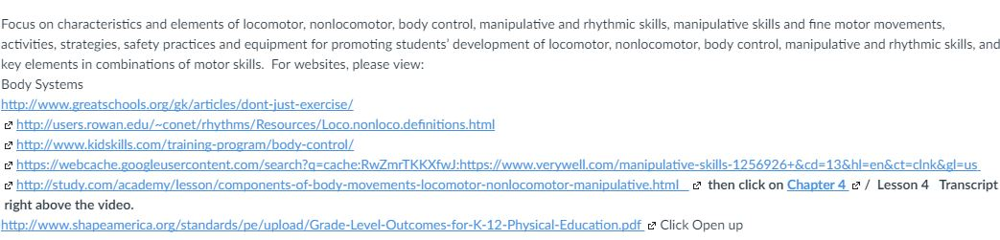 Focus on characteristics and elements of locomotor, nonlocomotor, body control, manipulative and rhythmic skills, manipulative skills and fine motor movements,
activities, strategies, safety practices and equipment for promoting students' development of locomotor, nonlocomotor, body control, manipulative and rhythmic skills, and
key elements in combinations of motor skills.  For websites, please view:
Body Systems
http://www.greatschools.org/gk/articles/dont-just-exercise/
http://users.rowan.edu/~conet/rhythms/Resources/Loco.nonloco.definitions.html
http://www.kidskills.com/training-program/body-control/
https://webcache.googleusercontent.com/search?q=cache:RwZmrTKKXfwJ:https://www.verywell.com/manipulative-skills-1256926+&cd=13&hl=en&ct=clnk&gl=us
http://study.com/academy/lesson/components-of-body-movements-locomotor-nonlocomotor-manipulative.html then click on Chapter 4 / Lesson 4 Transcript
right above the video.
http://www.shapeamerica.org/standards/pe/upload/Grade-Level-Outcomes-for-K-12-Physical-Education.pdf Click Open up